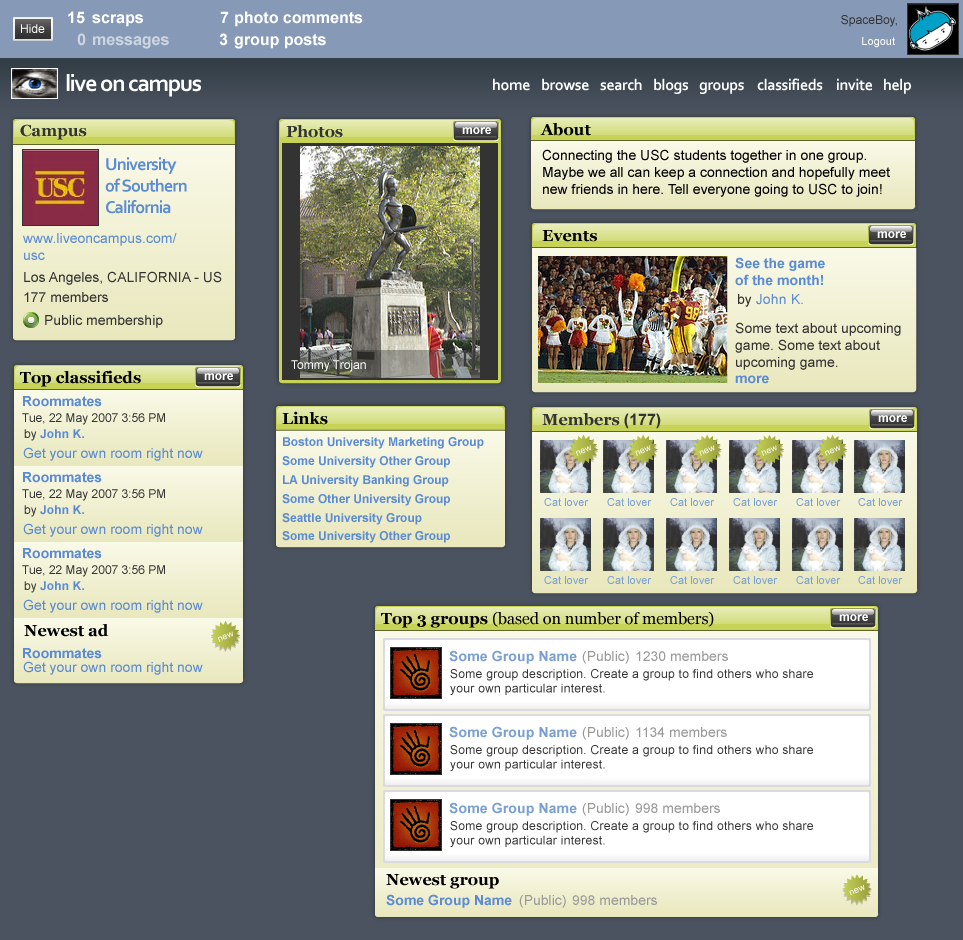 Hide
15 scraps
0 messages
7 photo comments
3 group posts
SpaceBoy,
Logout
live on campus
home browse search blogs groups classifieds invite help
Campus
USC
University
of Southern
California
www.liveoncampus.com/
usc
Los Angeles, CALIFORNIA - US
177 members
Public membership
Top classifieds more
Roommates
Tue, 22 May 2007 3:56 PM
by John K.
Get your own room right now
Roommates
Tue, 22 May 2007 3:56 PM
by John K.
Get your own room right now
Roommates
Tue, 22 May 2007 3:56 PM
by John K.
Get your own room right now
Newest ad
new
Roommates
Get your own room right now
Photos more
Tommy Trojan
Links
Boston University Marketing Group
Some University Other Group
LA University Banking Group
Some Other University Group
Seattle University Group
Some University Other Group
About
Connecting the USC students together in one group.
Maybe we all can keep a connection and hopefully meet
new friends in here. Tell everyone going to USC to join!
Events more
98
See the game
of the month!
by John K.
Some text about upcoming
game. Some text about
upcoming game.
more
Members (177) more
new new new new new
Cat lover Cat lover Cat lover Cat lover Cat lover Cat lover
Cat lover Cat lover Cat lover Cat lover Cat lover Cat lover
Top 3 groups (based on number of members) more
Some Group Name (Public) 1230 members
Some group description. Create a group to find others who share
your own particular interest.
Some Group Name (Public) 1134 members
Some group description. Create a group to find others who share
your own particular interest.
Some Group Name (Public) 998 members
Some group description. Create a group to find others who share
your own particular interest.
Newest group
new
Some Group Name (Public) 998 members